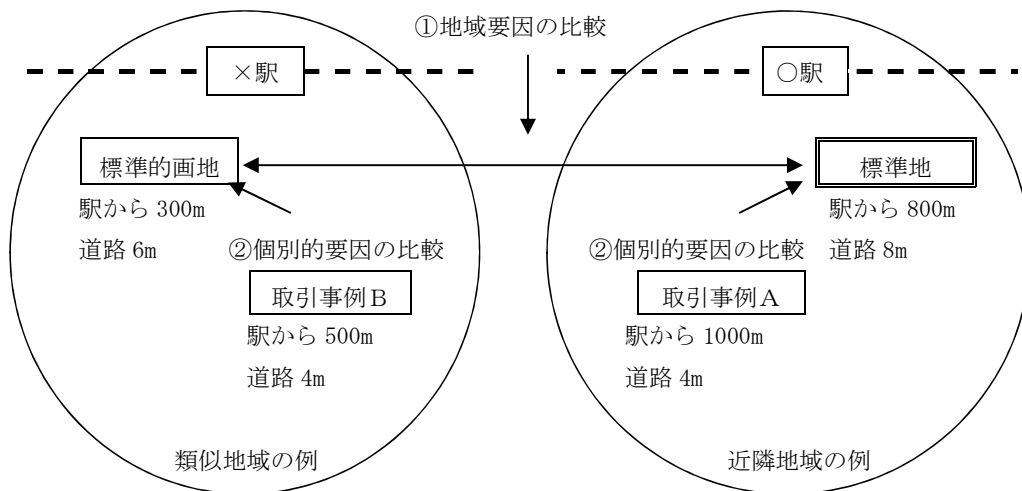 ①地域要因の比較
×駅
○駅
標準的画地
標準地
駅から 300m
道路 6m
駅から 800m
道路 8m
②個別的要因の比較
②個別的要因の比較
取引事例B
取引事例A
駅から 500m
道路 4m
駅から 1000m
道路 4m
類似地域の例
近隣地域の例